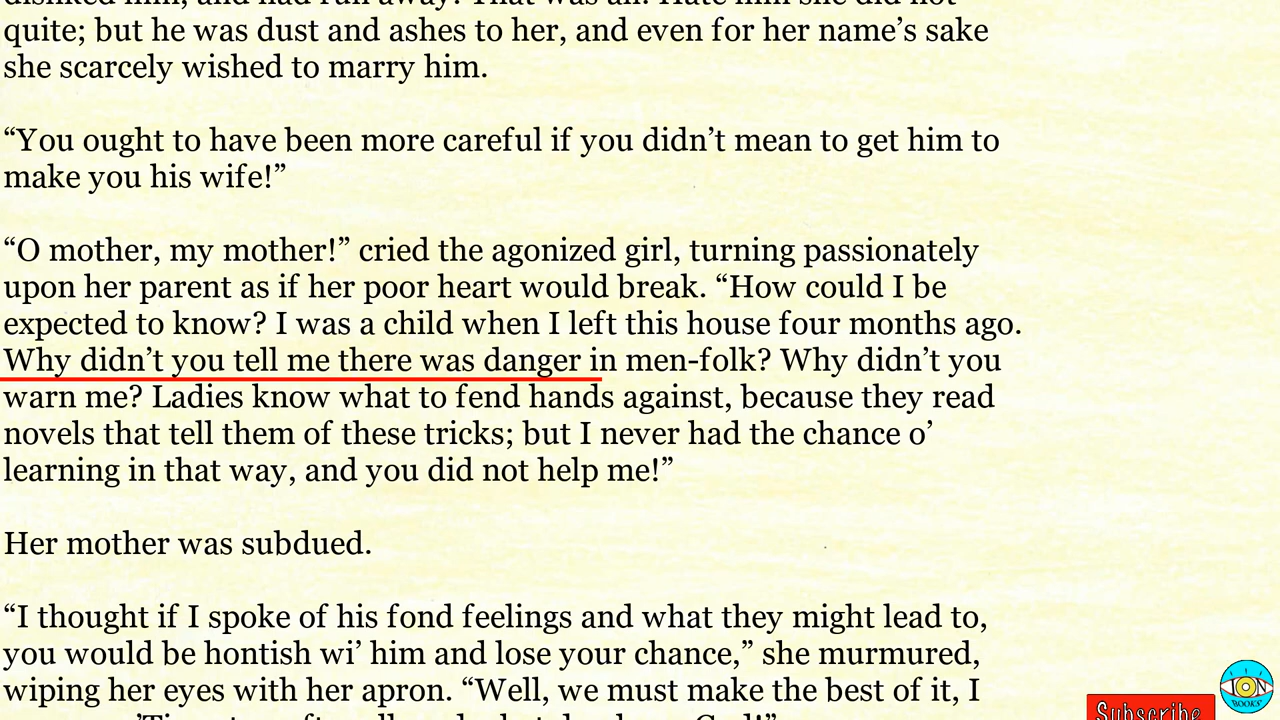 quite; but he was dust and ashes to her, and even for her name’s sake
she scarcely wished to marry him.
“You ought to have been more careful if you didn’t mean to get him to
make you his wife!”
“O mother, my mother!” cried the agonized girl, turning passionately
upon her parent as if her poor heart would break. “How could I be
expected to know? I was a child when I left this house four months ago.
Why didn’t you tell me there was danger in men-folk? Why didn’t you
warn me? Ladies know what to fend hands against, because they read
novels that tell them of these tricks; but I never had the chance o’
learning in that way, and you did not help me!”
Her mother was subdued.
“I thought if I spoke of his fond feelings and what they might lead to,
you would be hontish wi’ him and lose your chance,” she murmured,
wiping her eyes with her apron. “Well, we must make the best of it, I
Subscribe
ION
BOOKS